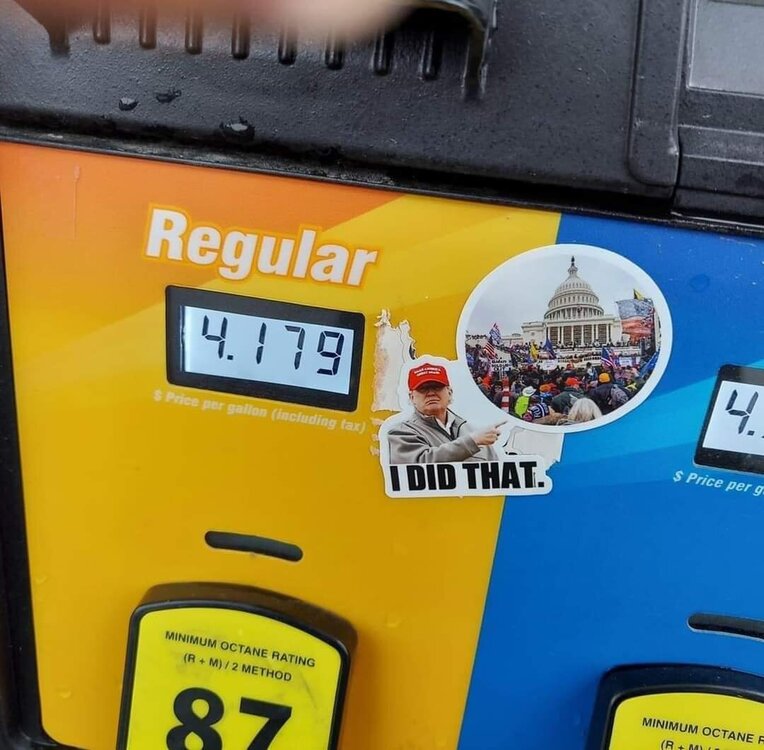 Regular
4.179
$ Price per gallon (including tax)
I DID THAT.
4.
$ Price per g
MINIMUM OCTANE RATING
(R + M) / 2 METHOD
87
MINIMUM OCTANE R
(R + M) /